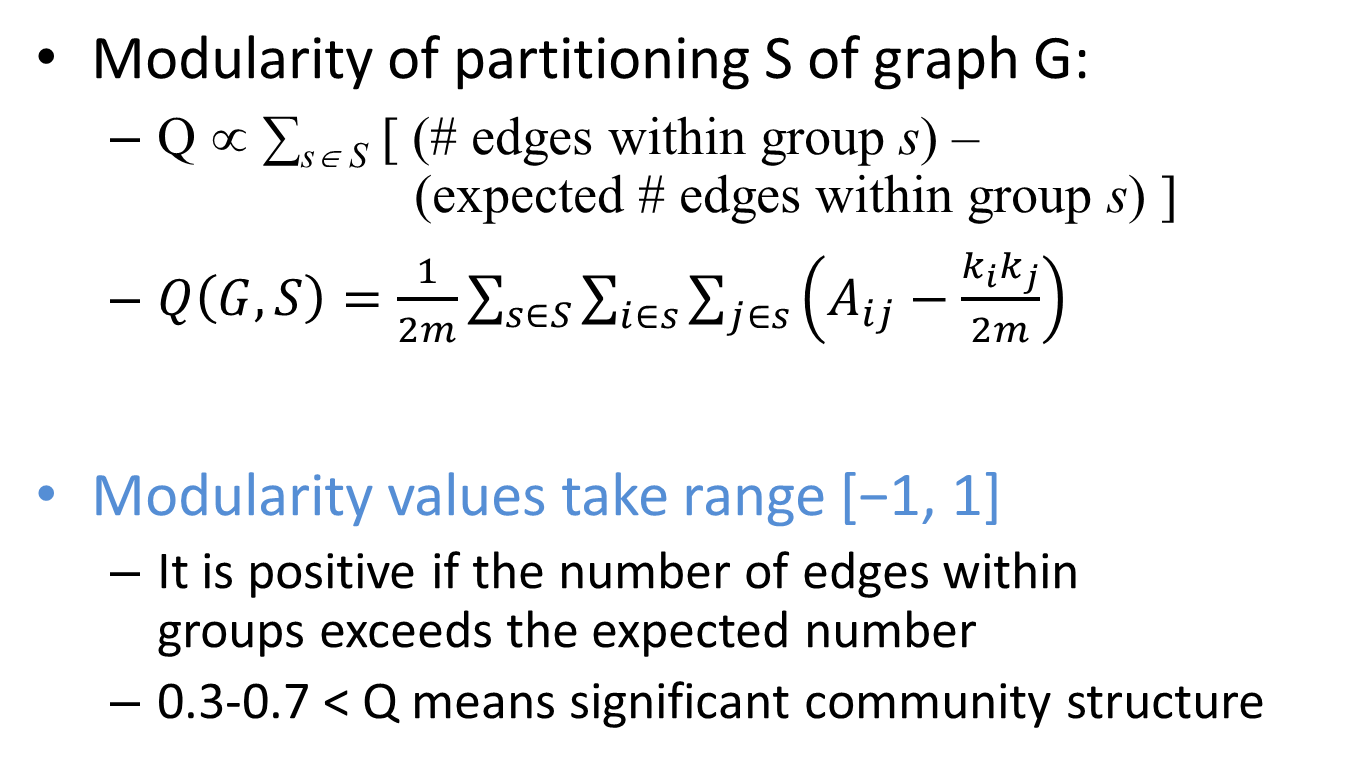 • Modularity of partitioning S of graph G:
– Q ∝ ∑s∈S [ (# edges within group s) –
(expected # edges within group s) ]
– Q(G, S) = 1/2m ∑s∈S ∑i∈s ∑j∈s (Aij − kikj/2m)
• Modularity values take range [−1, 1]
– It is positive if the number of edges within
groups exceeds the expected number
– 0.3-0.7 < Q means significant community structure